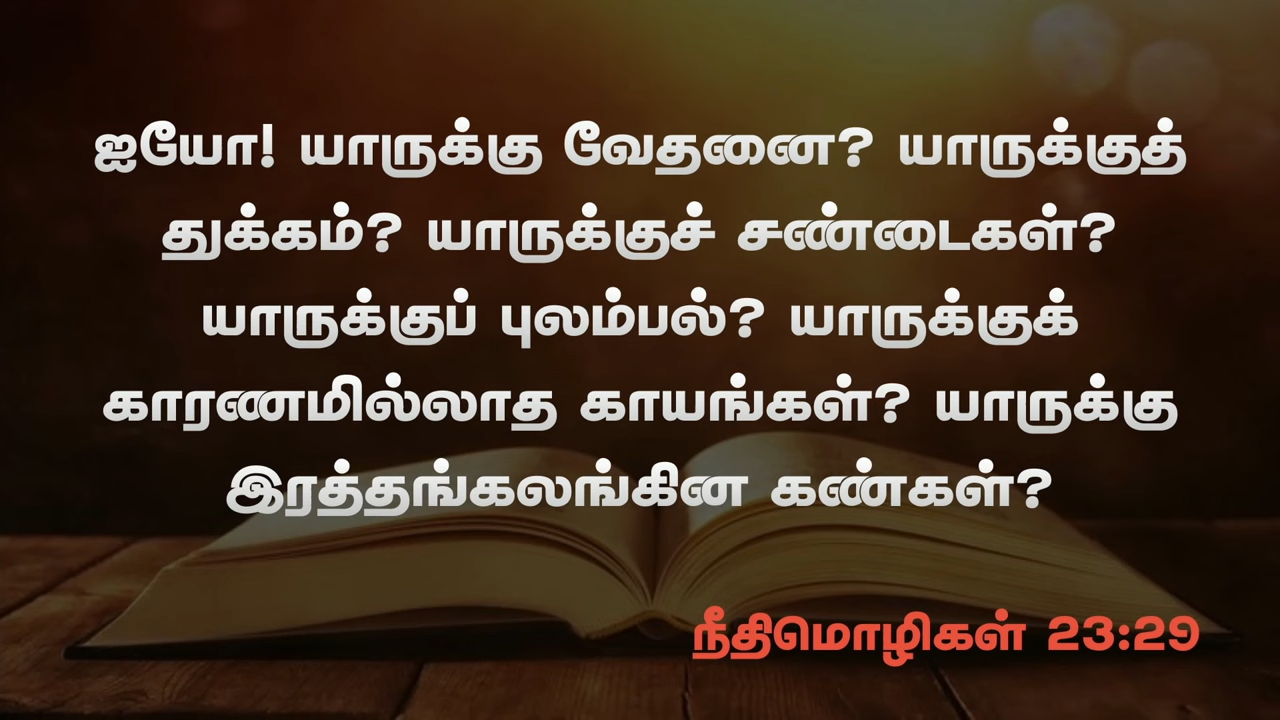 ஐயோ! யாருக்கு வேதனை? யாருக்குத்
துக்கம்? யாருக்குச் சண்டைகள்?
யாருக்குப் புலம்பல்? யாருக்குக்
காரணமில்லாத காயங்கள்? யாருக்கு
இரத்தங்கலங்கின கண்கள்?
நீதிமொழிகள் 23:29